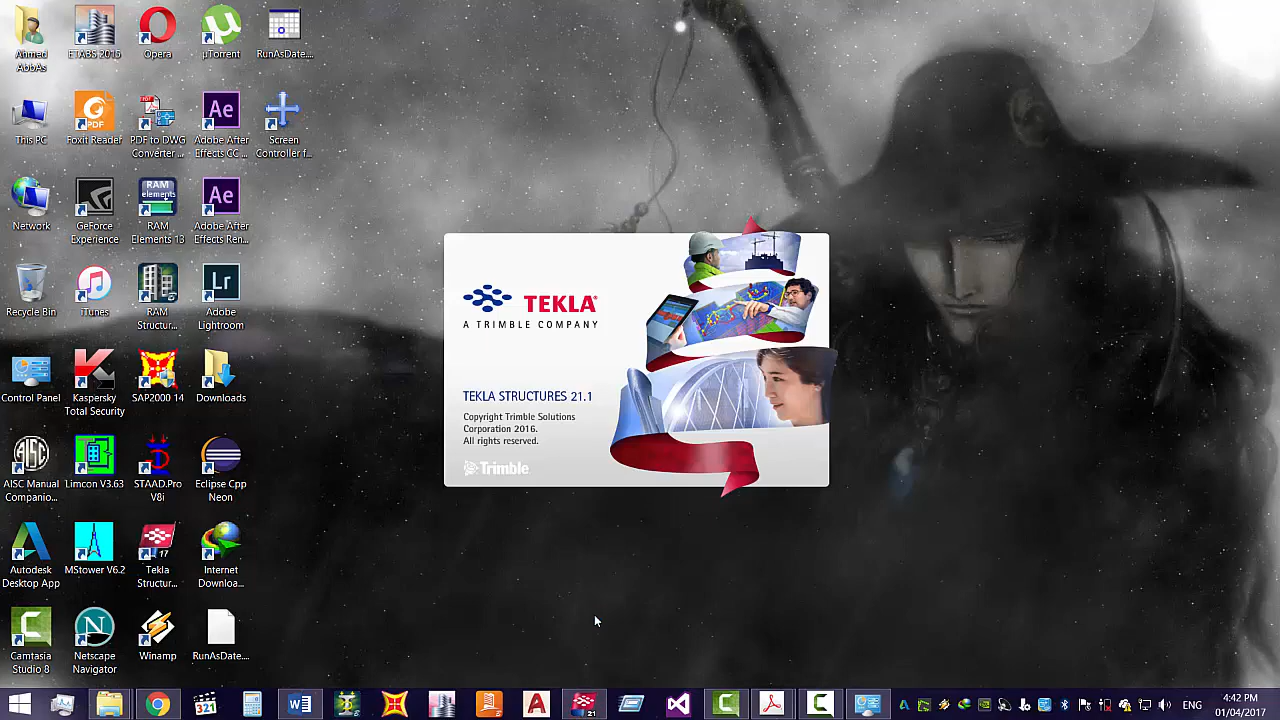 Ahmed
AbbAs
ETABS 2015
Opera
µTorrent
RunAsDate....
This PC
Foxit Reader
PDF to DWG
Converter ...
Adobe After
Effects CC ...
Screen
Controller f...
Network
GeForce
Experience
RAM
elements
RAM
Elements 13
Adobe After
Effects Ren...
Recycle Bin
iTunes
RAM
Structur...
Adobe
Lightroom
Control Panel
Kaspersky
Total Security
SAP2000 14
Downloads
AISC Manual
Companio...
Limcon V3.63
STAAD.Pro
V8i
Eclipse Cpp
Neon
Autodesk
Desktop App
MStower V6.2
17
Tekla
Structur...
Internet
Downloa...
Camtasia
Studio 8
Netscape
Navigator
Winamp
RunAsDate....
TEKLA®
A TRIMBLE COMPANY
TEKLA STRUCTURES 21.1
Copyright Trimble Solutions
Corporation 2016.
All rights reserved.
Trimble
321
21
ENG
4:42 PM
01/04/2017